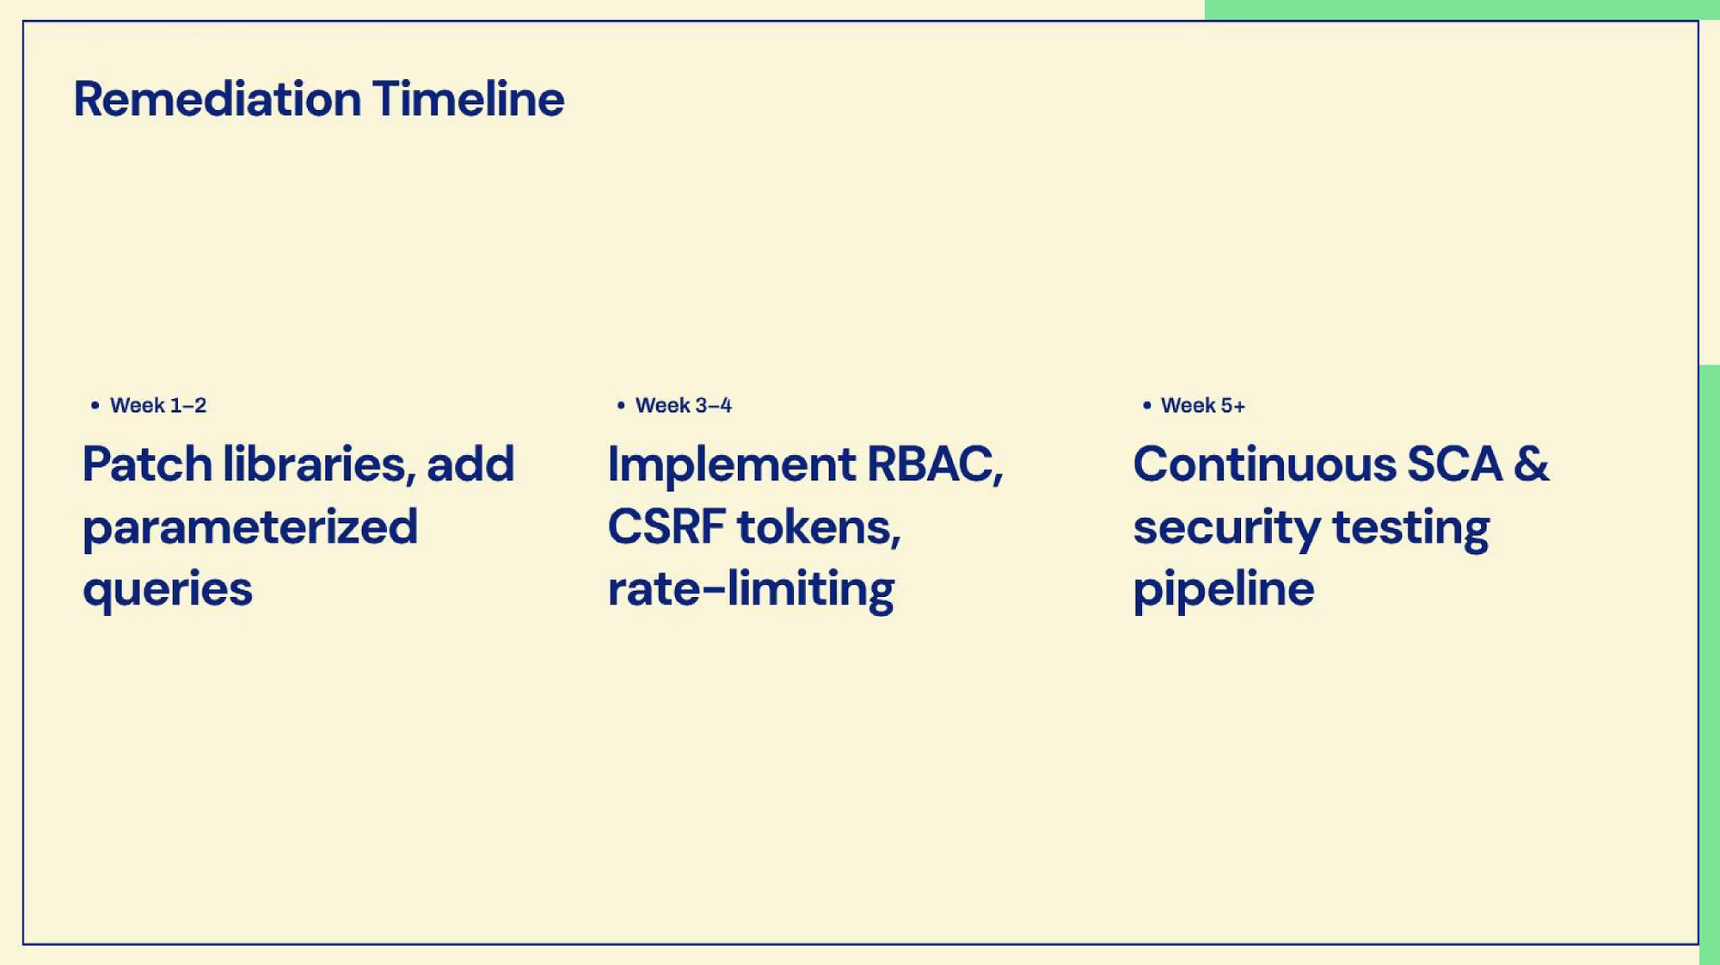 Remediation Timeline
• Week 1–2
Patch libraries, add
parameterized
queries
• Week 3–4
Implement RBAC,
CSRF tokens,
rate-limiting
• Week 5+
Continuous SCA &
security testing
pipeline